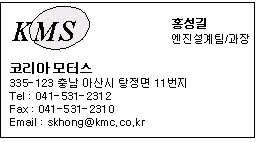 KMS
홍성길
엔진설계팀/과장
코리아 모터스
335-123 충남 아산시 탕정면 11번지
Tel : 041-531-2312
Fax : 041-531-2310
Email : skhong@kmc,co,kr